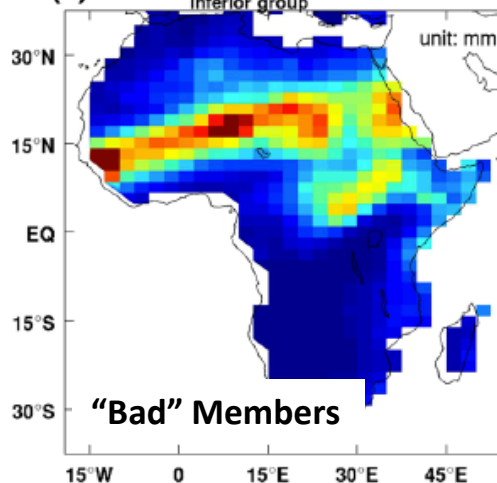 Inferior group
unit: mm
30°N
15°N
EQ
15°S
30°S
“Bad” Members
15°W 0 15°E 30°E 45°E